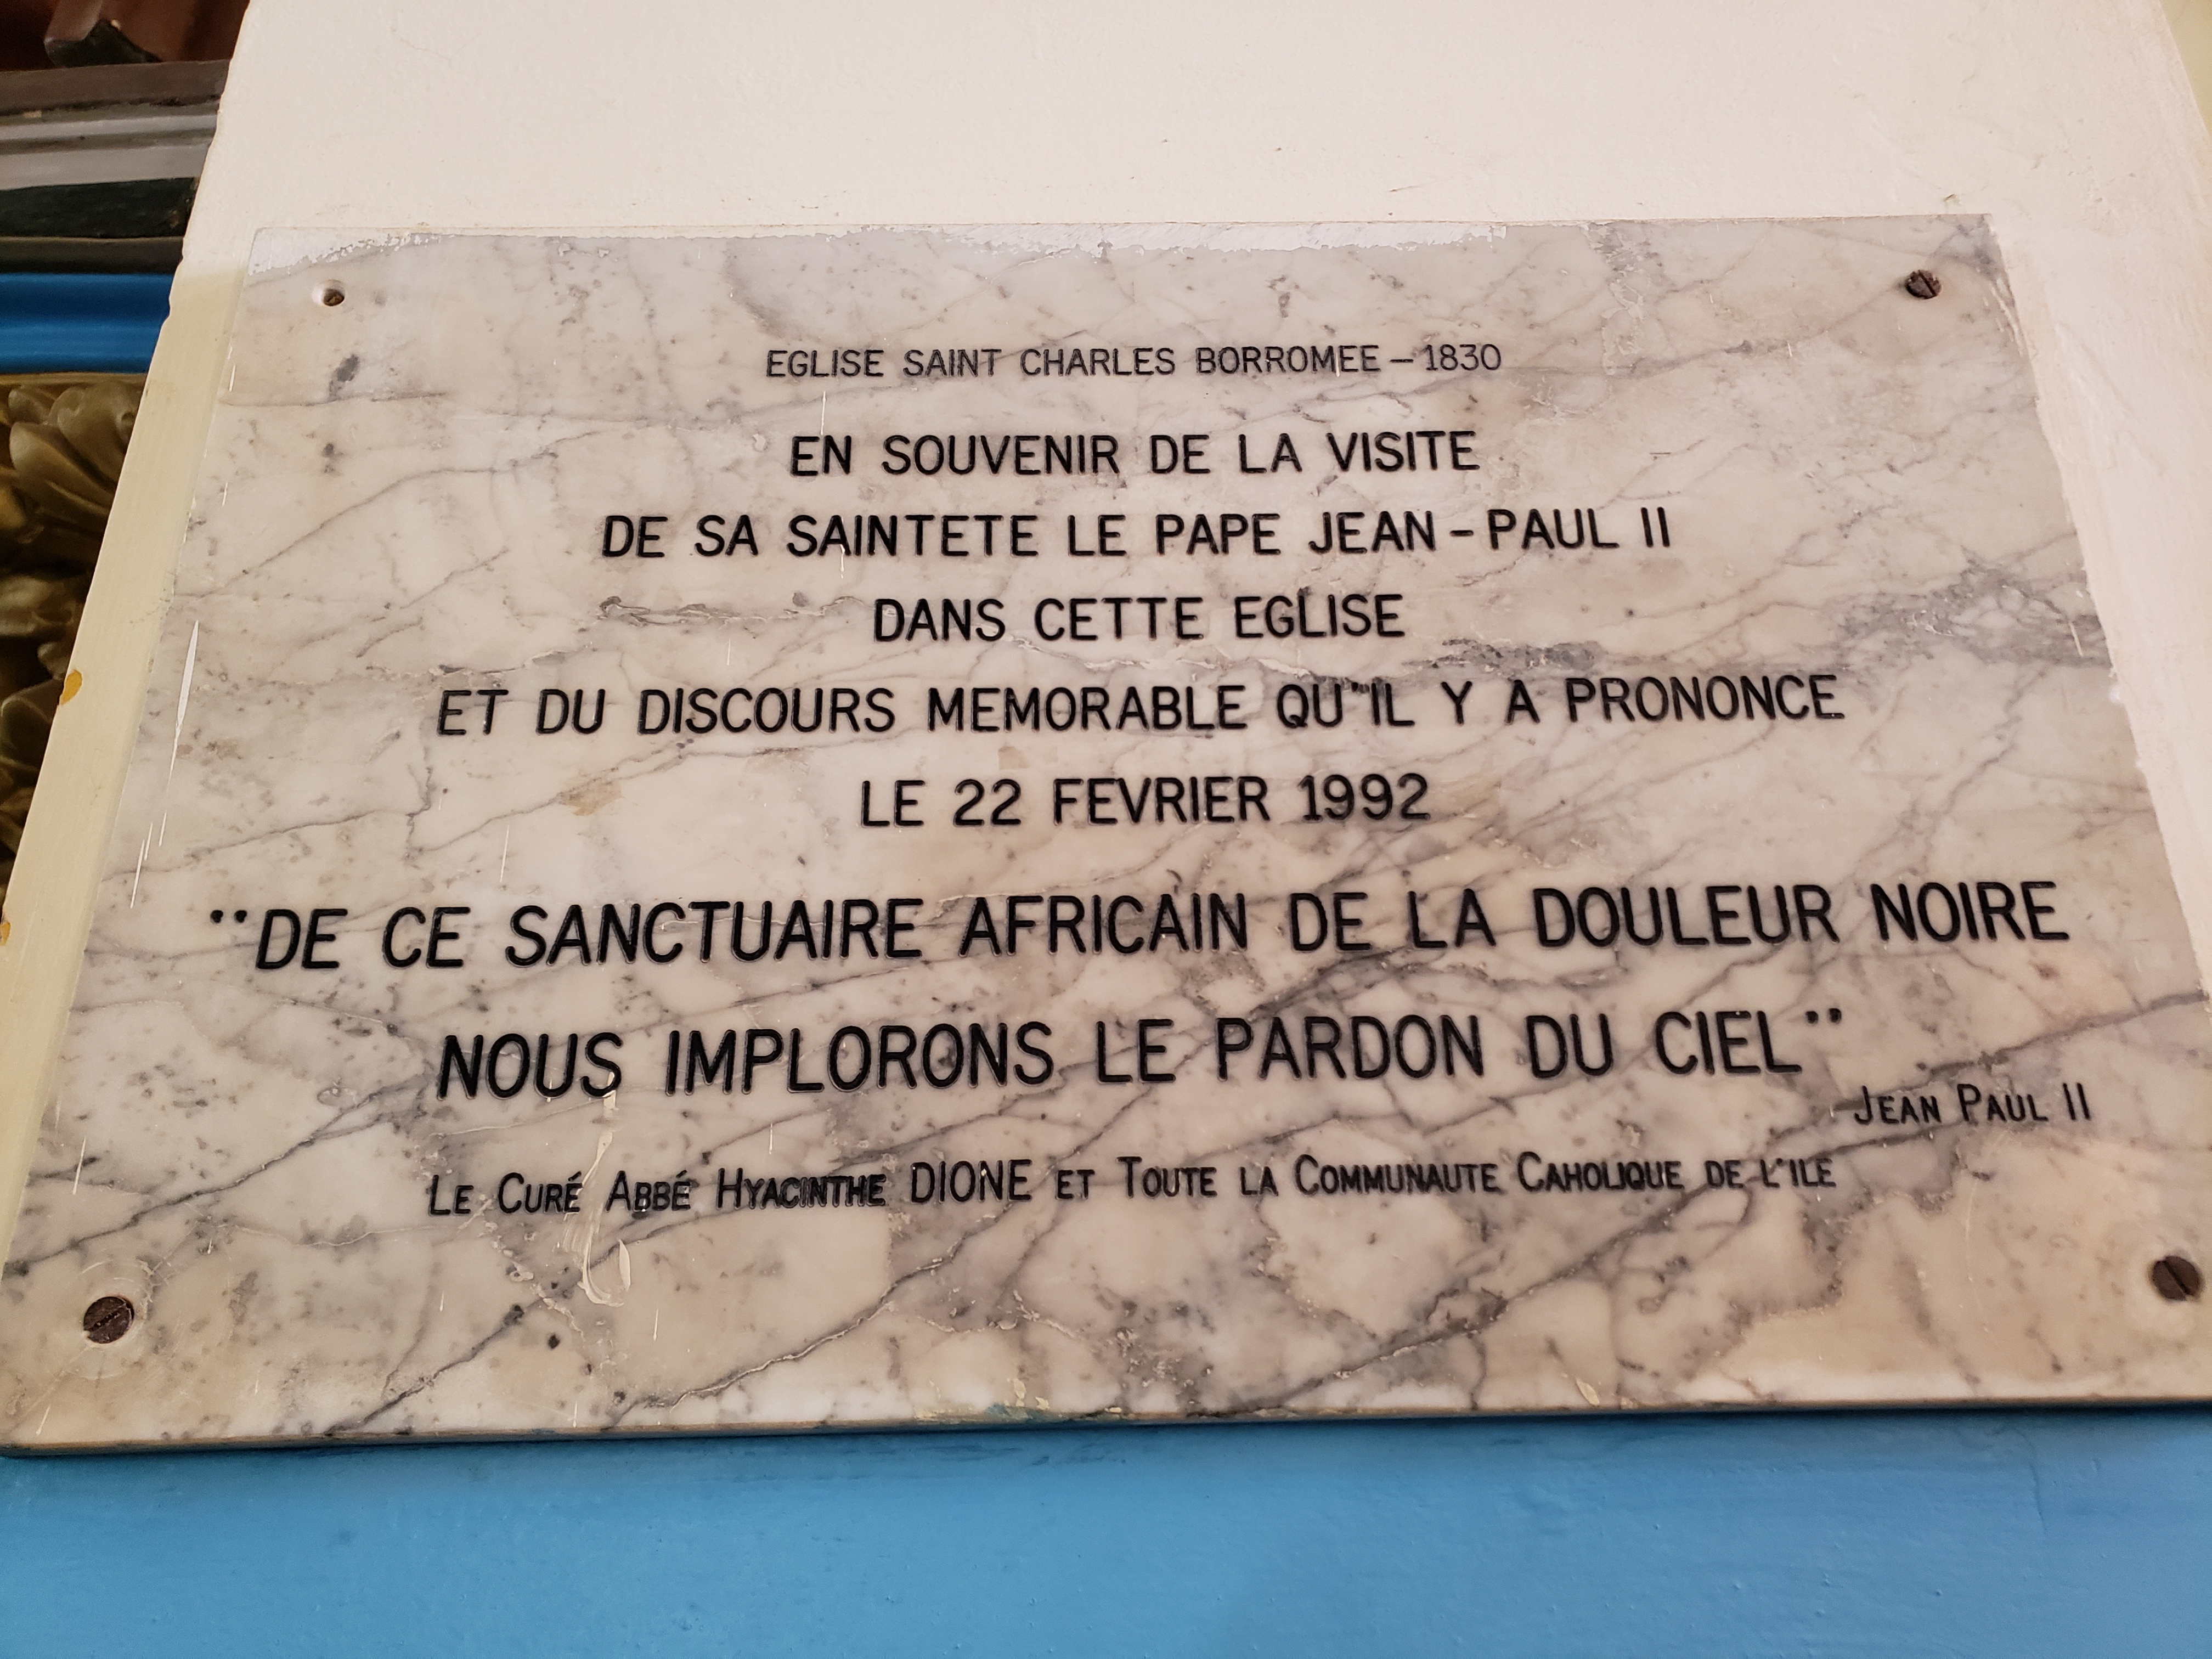 EGLISE SAINT CHARLES BORROMEE – 1830
EN SOUVENIR DE LA VISITE
DE SA SAINTETE LE PAPE JEAN - PAUL II
DANS CETTE EGLISE
ET DU DISCOURS MEMORABLE QU'IL Y A PRONONCE
LE 22 FEVRIER 1992
"DE CE SANCTUAIRE AFRICAIN DE LA DOULEUR NOIRE
NOUS IMPLORONS LE PARDON DU CIEL"
JEAN PAUL II
LE CURÉ ABBÉ HYACINTHE DIONE ET TOUTE LA COMMUNAUTE CAHOLIQUE DE L'ILE